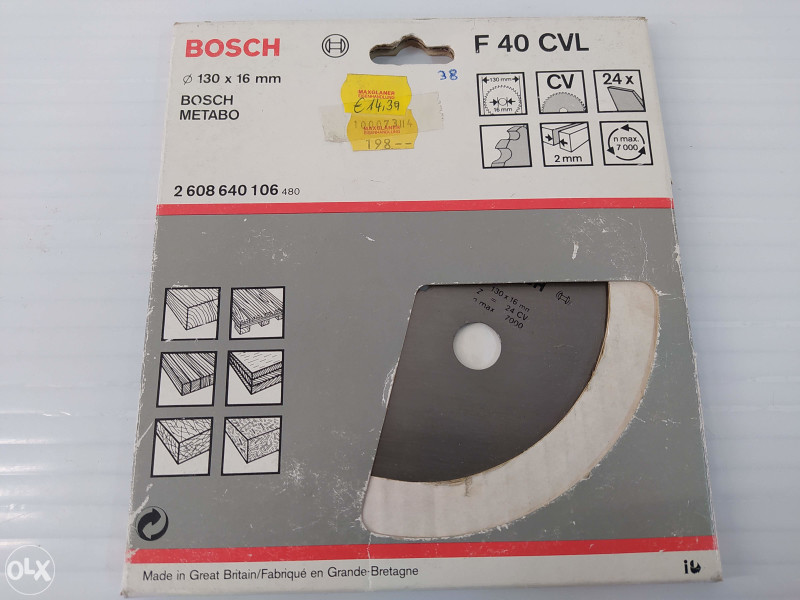 BOSCH
F 40 CVL
Ø 130 x 16 mm
BOSCH
METABO
38
€ 14,39
198--
130 mm
16 mm
CV
24 x
2 mm
n max.
7 000
2 608 640 106 480
130 x 16 mm
Z = 24 CV
n max 7000
Made in Great Britain/Fabriqué en Grande-Bretagne
16
OLX